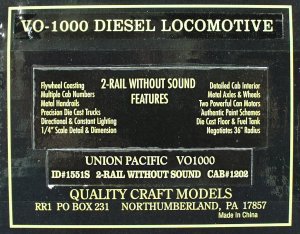 VO-1000 DIESEL LOCOMOTIVE
2-RAIL WITHOUT SOUND
FEATURES
Flywheel Coasting
Multiple Cab Numbers
Metal Handrails
Precision Die Cast Trucks
Directional & Constant Lighting
1/4" Scale Detail & Dimension
Detailed Cab Interior
Metal Axles & Wheels
Two Powerful Can Motors
Authentic Paint Schemes
Die Cast Floor & Fuel Tank
Negotiates 36" Radius
UNION PACIFIC VO1000
ID#1551S 2-RAIL WITHOUT SOUND CAB#1202
QUALITY CRAFT MODELS
RR1 PO BOX 231 NORTHUMBERLAND, PA 17857
Made In China